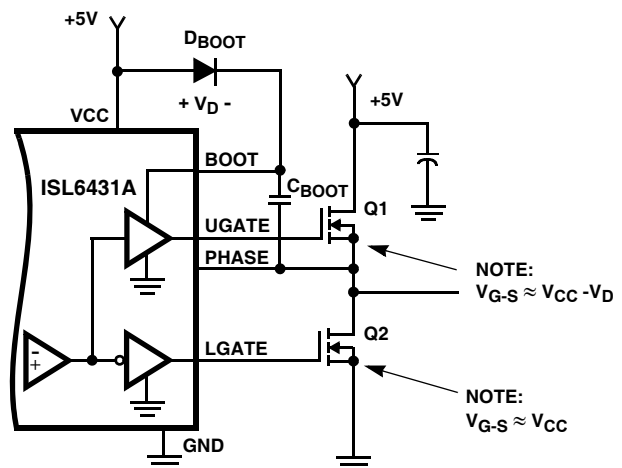 +5V
DBOOT
+ VD -
VCC
+5V
BOOT
ISL6431A
CBOOT
Q1
UGATE
PHASE
NOTE:
VG-S ≈ VCC -VD
Q2
LGATE
-
+
NOTE:
VG-S ≈ VCC
GND